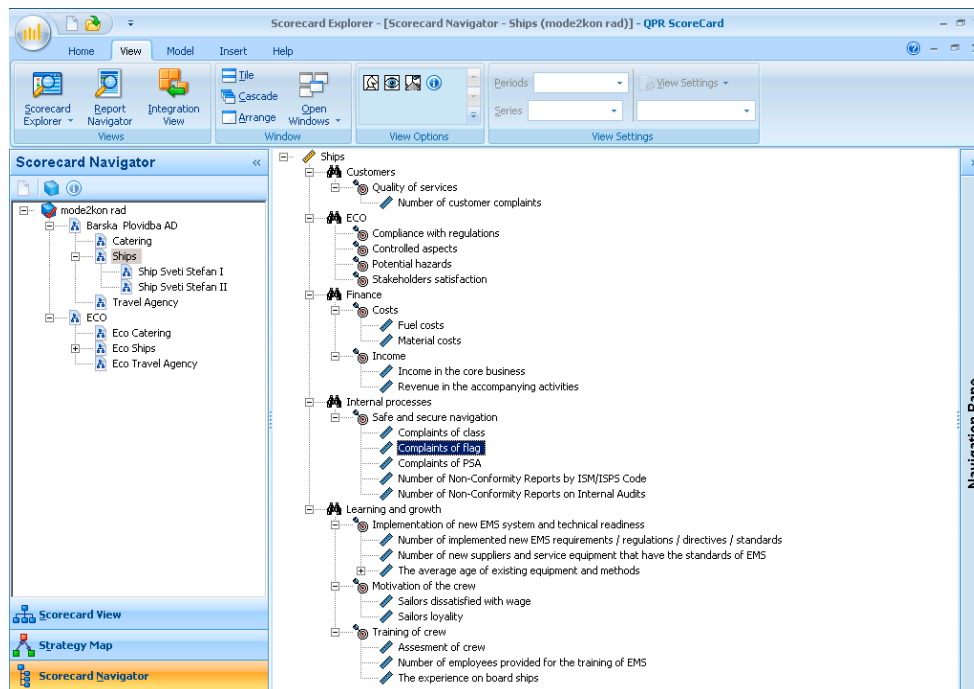 Scorecard Explorer - [Scorecard Navigator - Ships (mode2kon rad)] - QPR ScoreCard
Home View Model Insert Help
Scorecard Explorer
Report Navigator
Integration View
Views
Tile
Cascade
Arrange
Open Windows
Window
View Options
Periods
Series
View Settings
View Settings
Scorecard Navigator
mode2kon rad
Barska Plovidba AD
Catering
Ships
Ship Sveti Stefan I
Ship Sveti Stefan II
Travel Agency
ECO
Eco Catering
Eco Ships
Eco Travel Agency
Scorecard View
Strategy Map
Scorecard Navigator
Ships
Customers
Quality of services
Number of customer complaints
ECO
Compliance with regulations
Controlled aspects
Potential hazards
Stakeholders satisfaction
Finance
Costs
Fuel costs
Material costs
Income
Income in the core business
Revenue in the accompanying activities
Internal processes
Safe and secure navigation
Complaints of class
Complaints of flag
Complaints of PSA
Number of Non-Conformity Reports by ISM/ISPS Code
Number of Non-Conformity Reports on Internal Audits
Learning and growth
Implementation of new EMS system and technical readiness
Number of implemented new EMS requirements / regulations / directives / standards
Number of new suppliers and service equipment that have the standards of EMS
The average age of existing equipment and methods
Motivation of the crew
Sailors dissatisfied with wage
Sailors loyality
Training of crew
Assesment of crew
Number of employees provided for the training of EMS
The experience on board ships
Navigation Pane